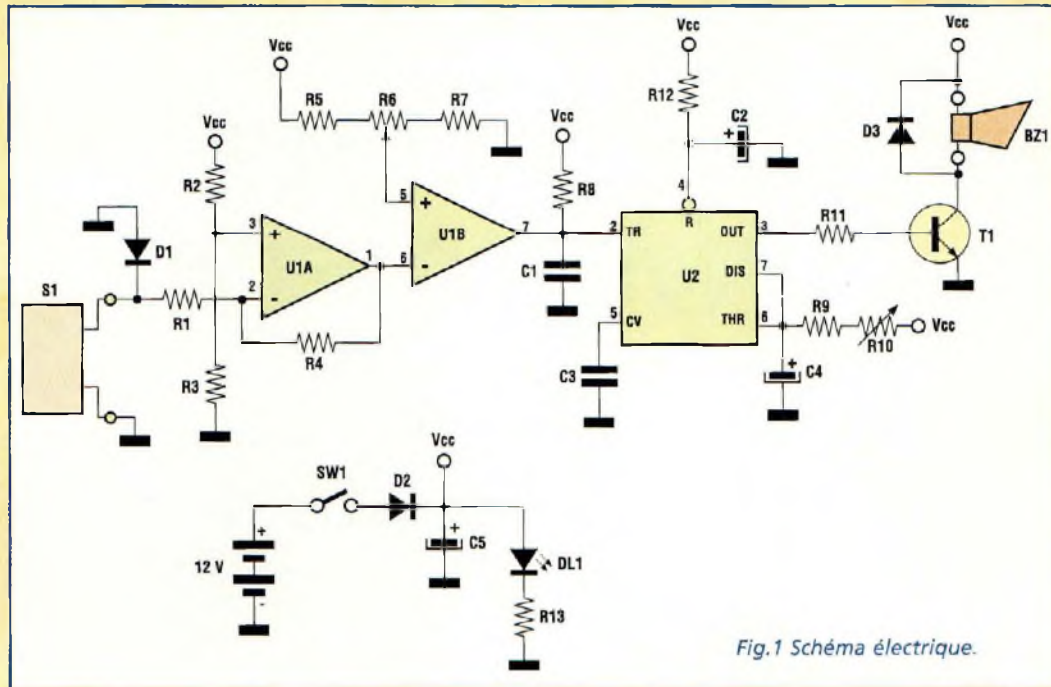 Vcc
Vcc
Vcc
R5
R6
R7
R12
C2
+
D3
BZ1
Vcc
Vcc
R2
R8
5
+
4
R
3
+
U1B
7
2
TR
OUT
3
R11
T1
D1
U1A
1
6
-
C1
U2
DIS
7
S1
2
-
R1
R4
5
CV
THR
6
R9
R10
Vcc
R3
C3
+
C4
Vcc
SW1
D2
+
+
C5
DL1
12 V
-
R13
Fig.1 Schéma électrique.